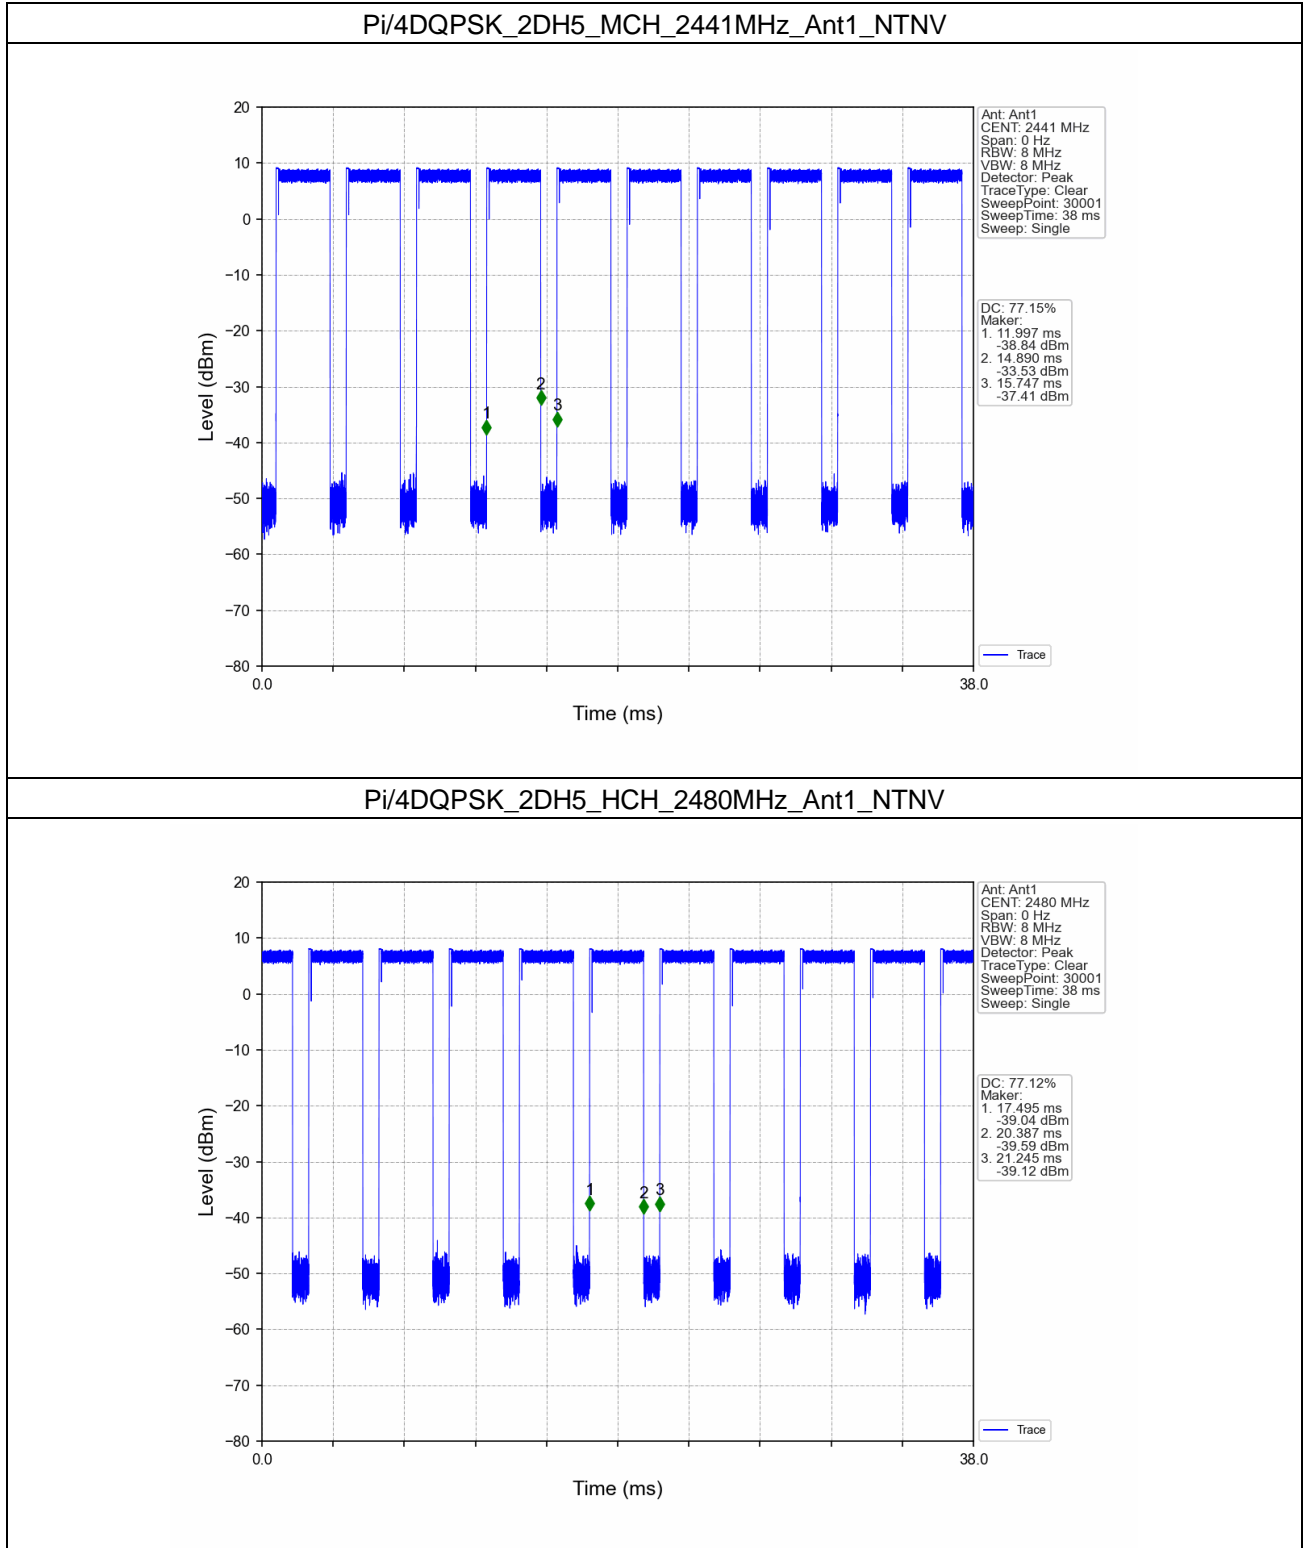 Pi/4DQPSK_2DH5_MCH_2441MHz_Ant1_NTNV
20
10
0
−10
−20
−30
−40
−50
−60
−70
−80
Level (dBm)
1
2
3
0.0
38.0
Time (ms)
Ant: Ant1
CENT: 2441 MHz
Span: 0 Hz
RBW: 8 MHz
VBW: 8 MHz
Detector: Peak
TraceType: Clear
SweepPoint: 30001
SweepTime: 38 ms
Sweep: Single
DC: 77.15%
Maker:
1. 11.997 ms
-38.84 dBm
2. 14.890 ms
-33.53 dBm
3. 15.747 ms
-37.41 dBm
Trace
Pi/4DQPSK_2DH5_HCH_2480MHz_Ant1_NTNV
20
10
0
−10
−20
−30
−40
−50
−60
−70
−80
Level (dBm)
1
2
3
0.0
38.0
Time (ms)
Ant: Ant1
CENT: 2480 MHz
Span: 0 Hz
RBW: 8 MHz
VBW: 8 MHz
Detector: Peak
TraceType: Clear
SweepPoint: 30001
SweepTime: 38 ms
Sweep: Single
DC: 77.12%
Maker:
1. 17.495 ms
-39.04 dBm
2. 20.387 ms
-39.59 dBm
3. 21.245 ms
-39.12 dBm
Trace